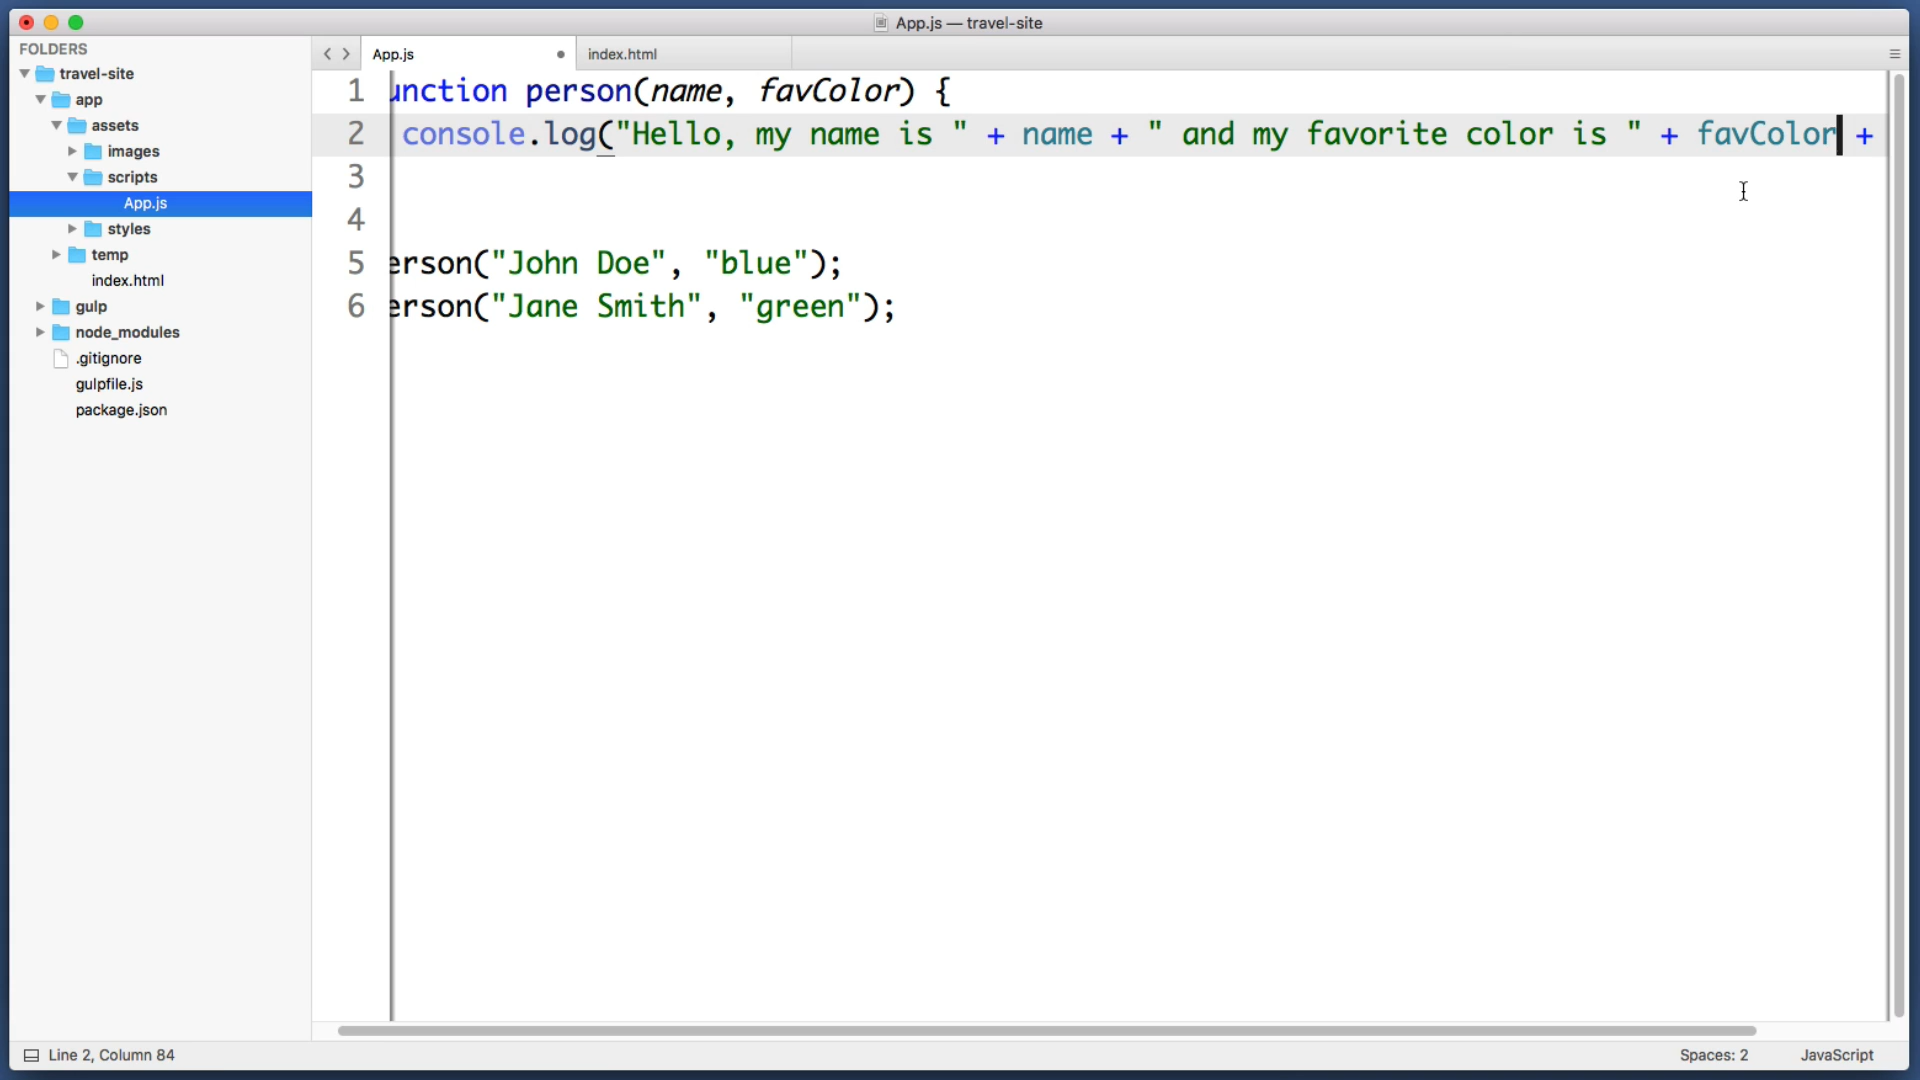 App.js — travel-site
FOLDERS
travel-site
app
assets
images
scripts
App.js
styles
temp
index.html
gulp
node_modules
.gitignore
gulpfile.js
package.json
App.js
index.html
1 unction person(name, favColor) {
2 console.log("Hello, my name is " + name + " and my favorite color is " + favColor +
3
4
5 erson("John Doe", "blue");
6 erson("Jane Smith", "green");
Line 2, Column 84
Spaces: 2
JavaScript